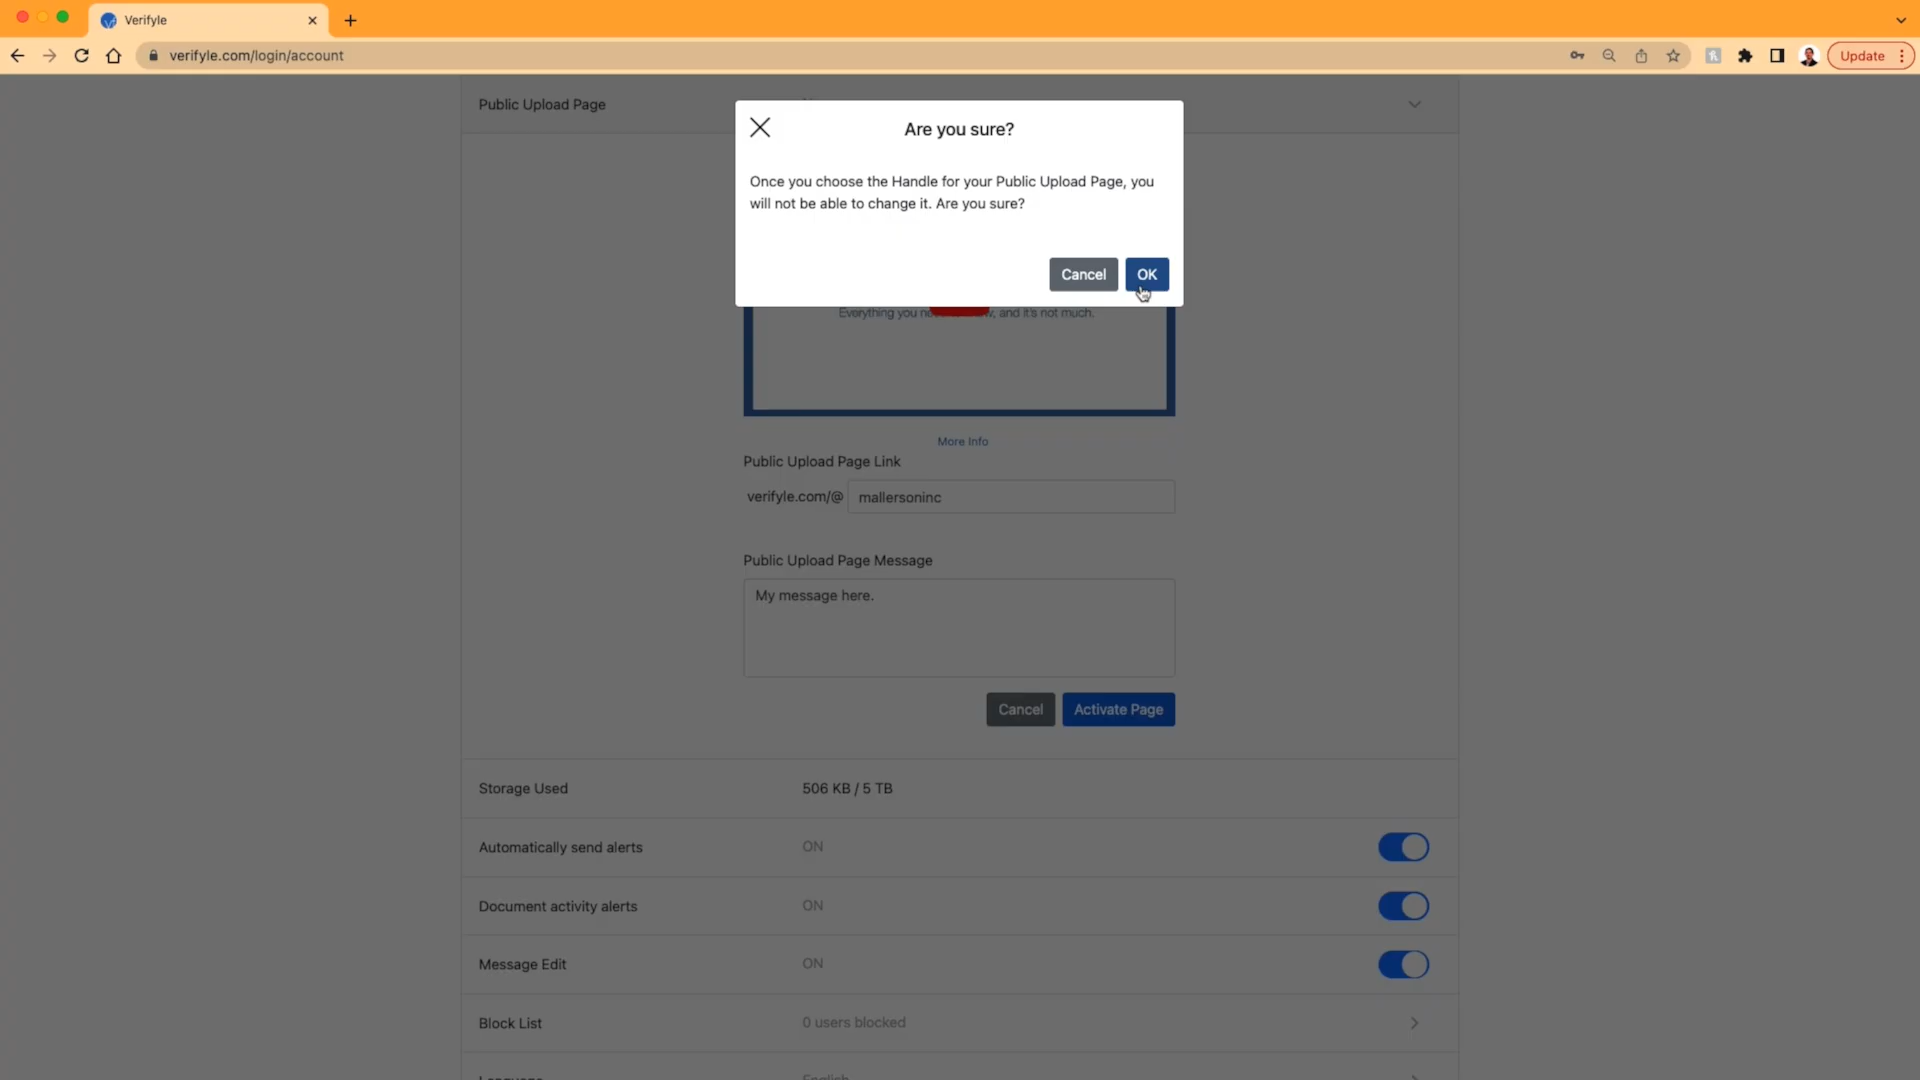 Verifyle
verifyle.com/login/account
Update
Public Upload Page
Are you sure?
Once you choose the Handle for your Public Upload Page, you
will not be able to change it. Are you sure?
Cancel
OK
Everything you need , and it's not much.
More Info
Public Upload Page Link
verifyle.com/@
mallersoninc
Public Upload Page Message
My message here.
Cancel
Activate Page
Storage Used
506 KB / 5 TB
Automatically send alerts
ON
Document activity alerts
ON
Message Edit
ON
Block List
0 users blocked
Language
English